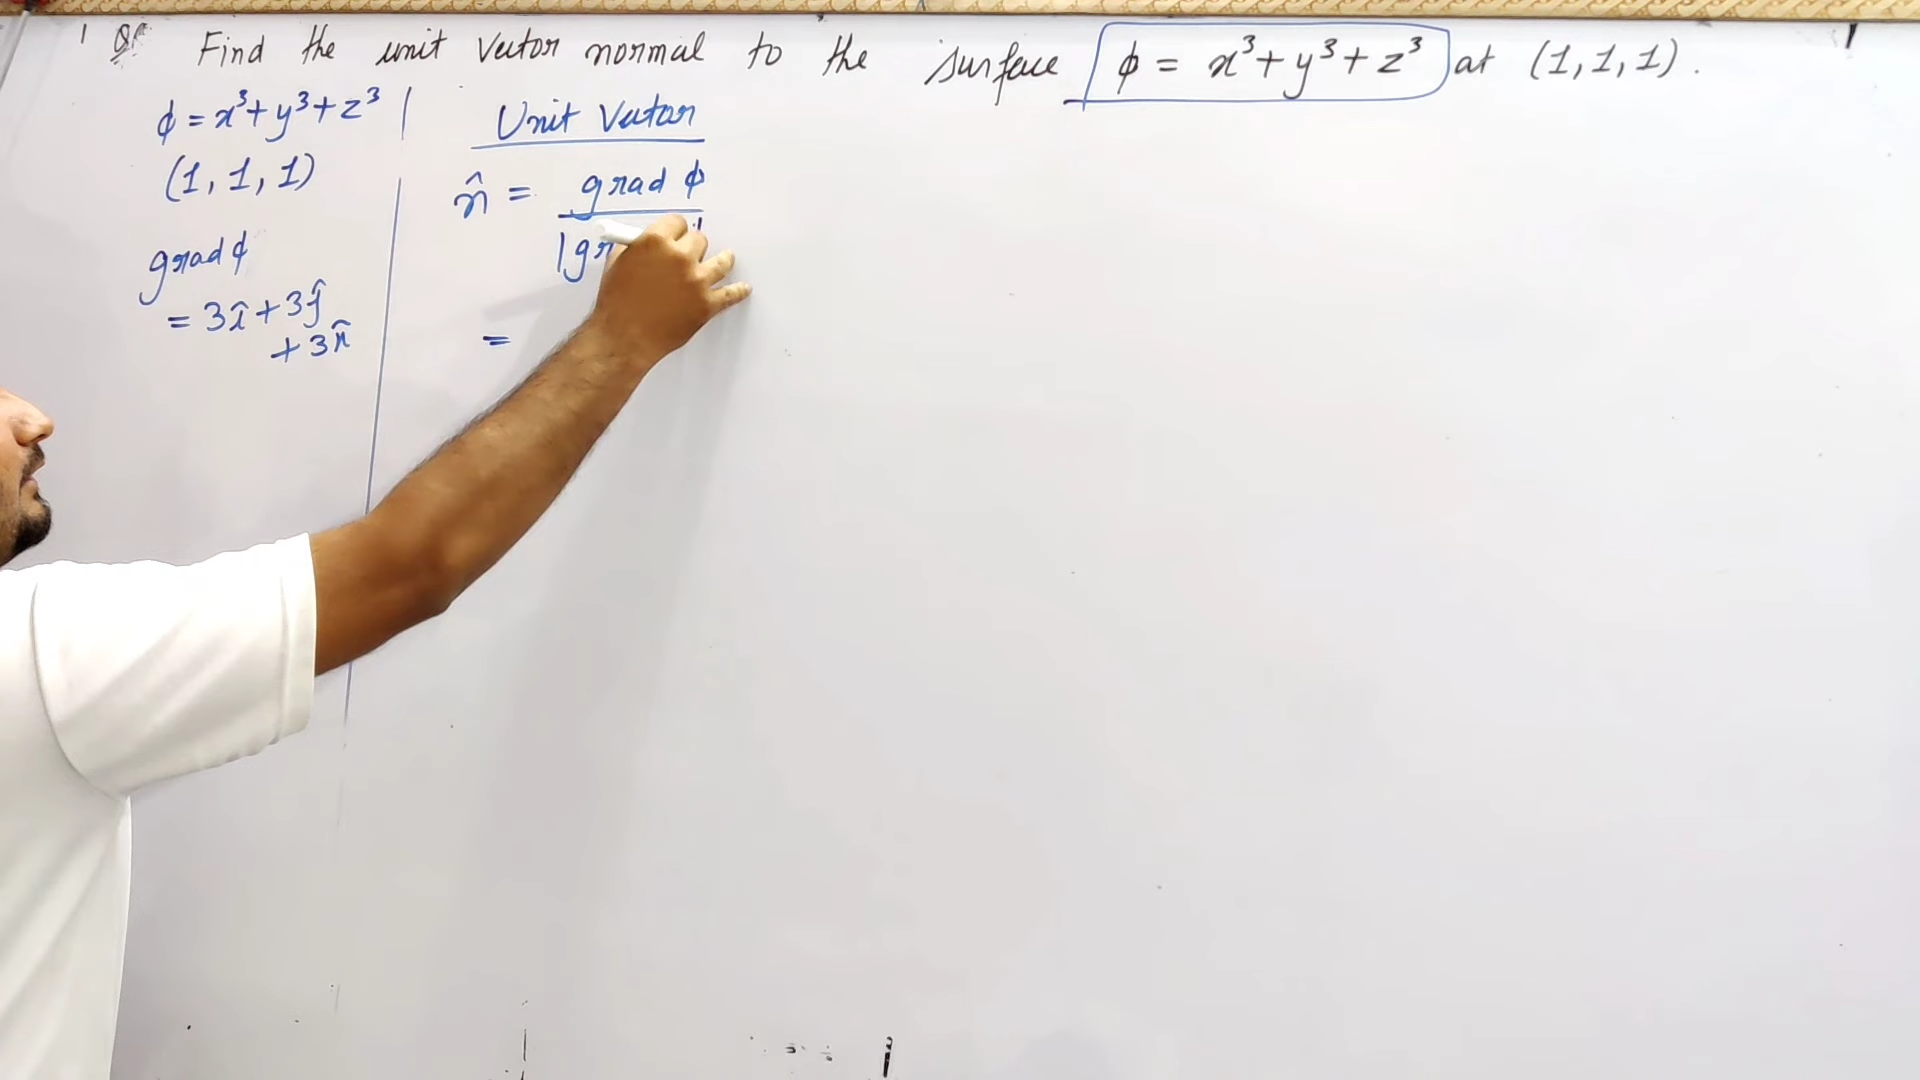 Q1 Find the unit vector normal to the surface ϕ = x³ + y³ + z³ at (1, 1, 1).
ϕ = x³ + y³ + z³
(1, 1, 1)
grad ϕ
= 3î + 3ĵ
+ 3k̂
Unit Vector
n̂ = grad ϕ
=